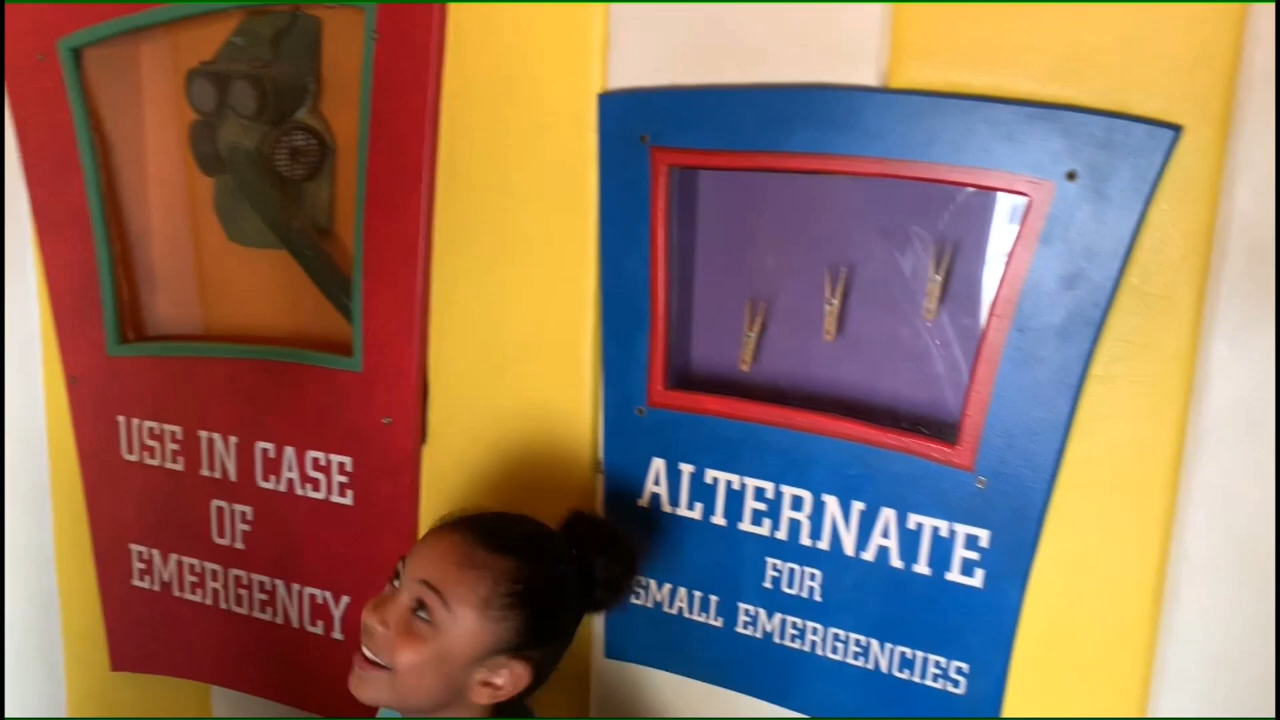 USE IN CASE
OF
EMERGENCY
ALTERNATE
FOR
SMALL EMERGENCIES